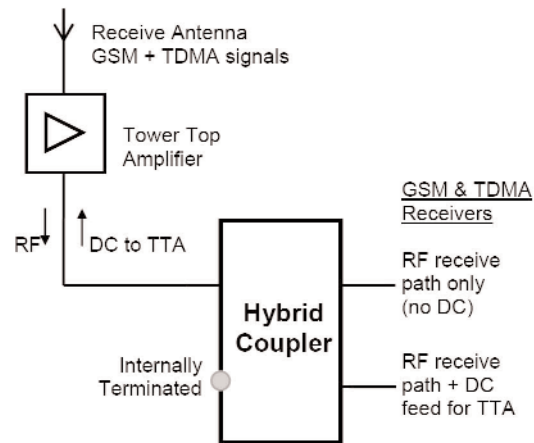 Receive Antenna
GSM + TDMA signals
Tower Top
Amplifier
GSM & TDMA
Receivers
RF
DC to TTA
RF receive
path only
(no DC)
Hybrid
Coupler
Internally
Terminated
RF receive
path + DC
feed for TTA